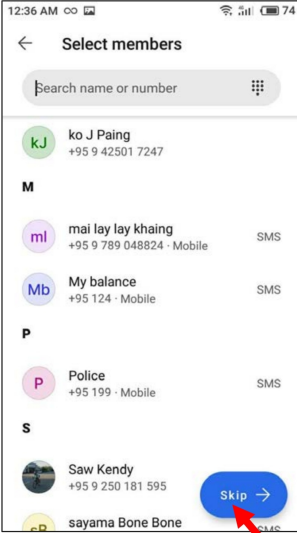 12:36 AM 74
Select members
Search name or number
kJ ko J Paing
+95 9 42501 7247
M
ml mai lay lay khaing
+95 9 789 048824 · Mobile SMS
Mb My balance SMS
+95 124 · Mobile
P
P Police SMS
+95 199 · Mobile
S
Saw Kendy
+95 9 250 181 595
Skip →
sB sayama Bone Bone
SMS